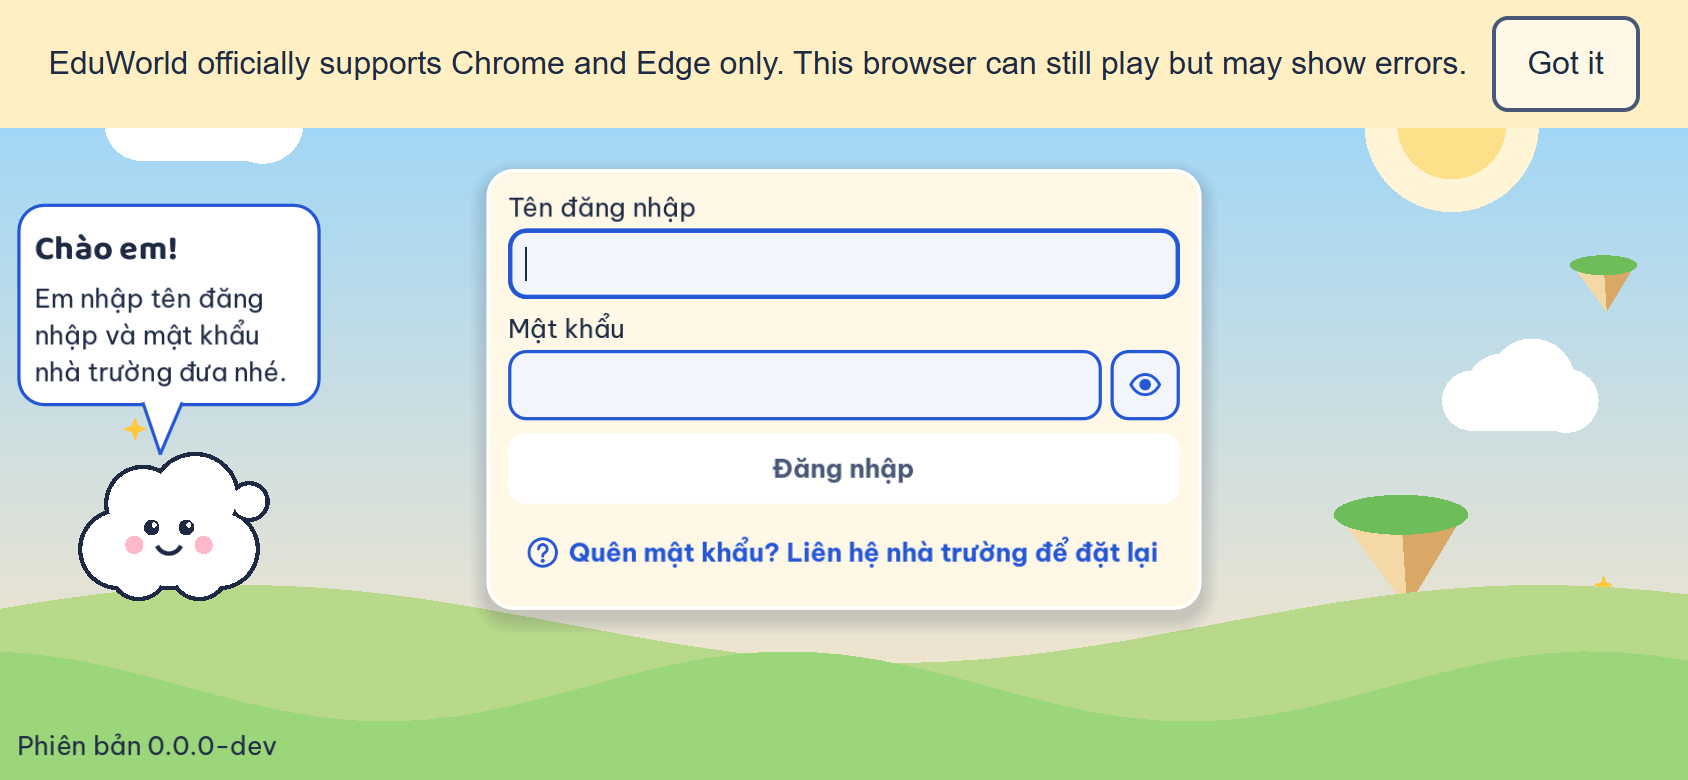 EduWorld officially supports Chrome and Edge only. This browser can still play but may show errors.
Got it
Chào em!
Em nhập tên đăng
nhập và mật khẩu
nhà trường đưa nhé.
Tên đăng nhập
Mật khẩu
Đăng nhập
Quên mật khẩu? Liên hệ nhà trường để đặt lại
Phiên bản 0.0.0-dev